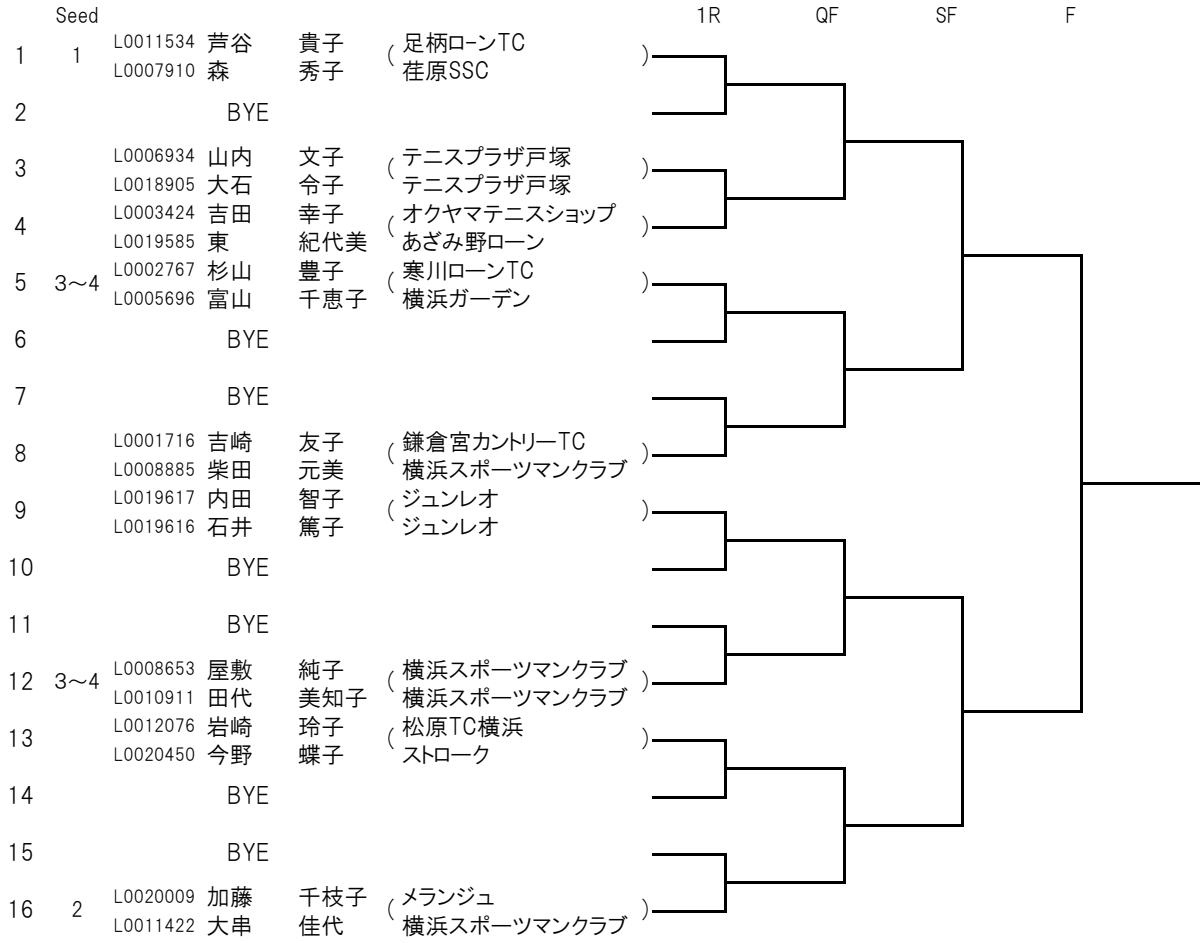 Seed 1R QF SF F
L0011534 芦谷 貴子 足柄ローンTC
1 1 ( )
L0007910 森 秀子 荏原SSC
2 BYE
L0006934 山内 文子 テニスプラザ戸塚
3 ( )
L0018905 大石 令子 テニスプラザ戸塚
L0003424 吉田 幸子 オクヤマテニスショップ
4 ( )
L0019585 東 紀代美 あざみ野ローン
L0002767 杉山 豊子 寒川ローンTC
5 3～4 ( )
L0005696 富山 千恵子 横浜ガーデン
6 BYE
7 BYE
L0001716 吉崎 友子 鎌倉宮カントリーTC
8 ( )
L0008885 柴田 元美 横浜スポーツマンクラブ
L0019617 内田 智子 ジュンレオ
9 ( )
L0019616 石井 篤子 ジュンレオ
10 BYE
11 BYE
L0008653 屋敷 純子 横浜スポーツマンクラブ
12 3～4 ( )
L0010911 田代 美知子 横浜スポーツマンクラブ
L0012076 岩崎 玲子 松原TC横浜
13 ( )
L0020450 今野 蝶子 ストローク
14 BYE
15 BYE
L0020009 加藤 千枝子 メランジュ
16 2 ( )
L0011422 大串 佳代 横浜スポーツマンクラブ